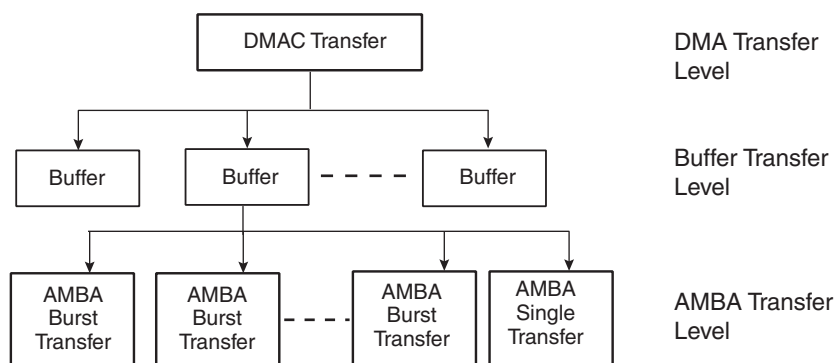 DMAC Transfer
DMA Transfer
Level
Buffer
Buffer
Buffer
Buffer Transfer
Level
AMBA
Burst
Transfer
AMBA
Burst
Transfer
AMBA
Burst
Transfer
AMBA
Single
Transfer
AMBA Transfer
Level